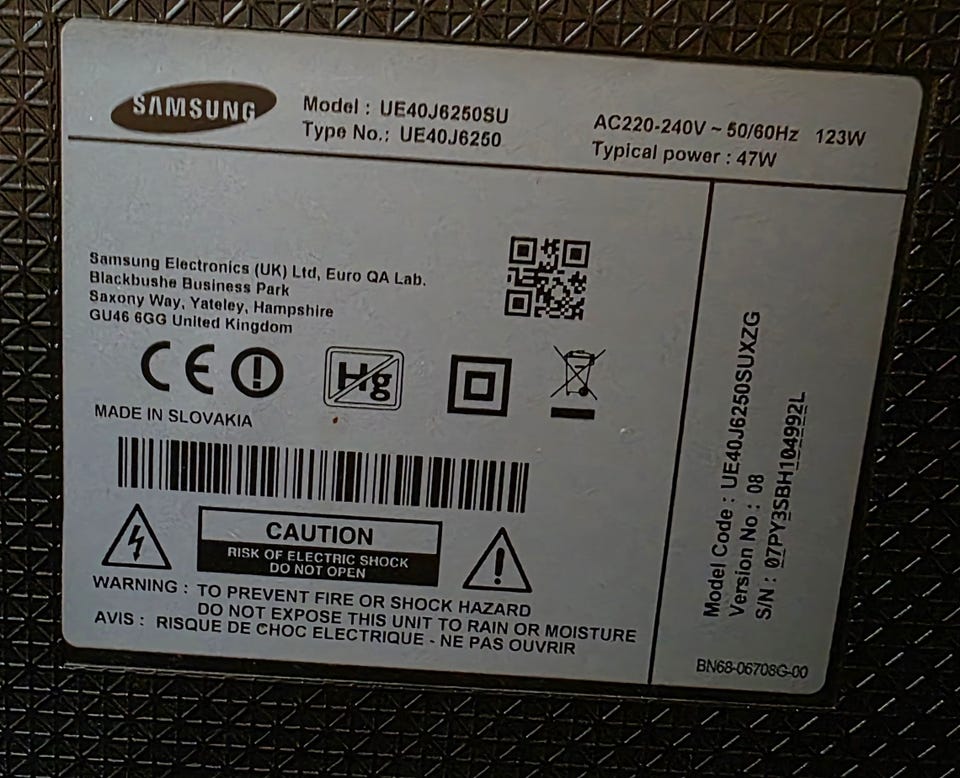 SAMSUNG
Model : UE40J6250SU
Type No.: UE40J6250
AC220-240V ~ 50/60Hz 123W
Typical power : 47W
Samsung Electronics (UK) Ltd, Euro QA Lab.
Blackbushe Business Park
Saxony Way, Yateley, Hampshire
GU46 6GG United Kingdom
CE
Hg
MADE IN SLOVAKIA
CAUTION
RISK OF ELECTRIC SHOCK
DO NOT OPEN
WARNING : TO PREVENT FIRE OR SHOCK HAZARD
DO NOT EXPOSE THIS UNIT TO RAIN OR MOISTURE
AVIS : RISQUE DE CHOC ELECTRIQUE - NE PAS OUVRIR
Model Code : UE40J6250SUXZG
Version No : 08
S/N : 07PY3SBH104992L
BN68-06708G-00